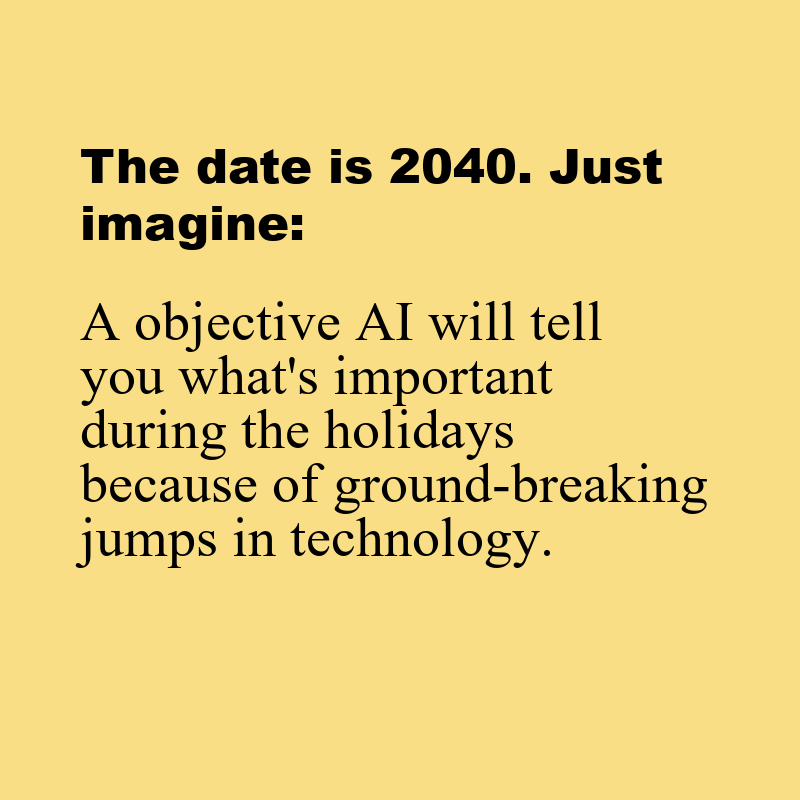 The date is 2040. Just
imagine:
A objective AI will tell
you what's important
during the holidays
because of ground-breaking
jumps in technology.